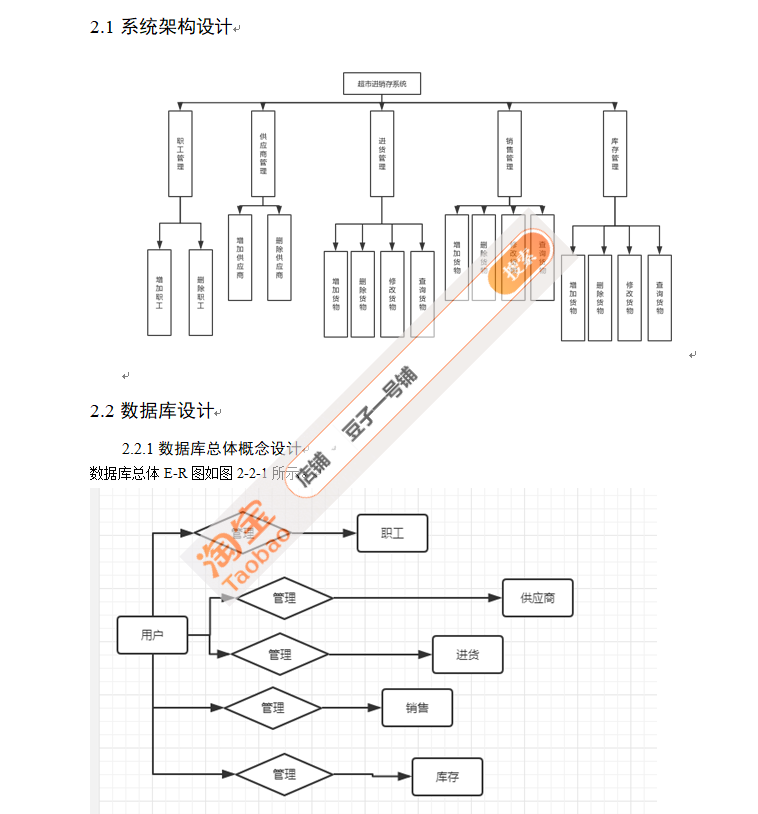 2.1 系统架构设计
超市进销存系统
职工管理
供应商管理
进货管理
销售管理
库存管理
增加职工
删除职工
增加供应商
删除供应商
增加货物
删除货物
修改货物
查询货物
增加货物
删除货物
修改货物
查询货物
增加货物
删除货物
修改货物
查询货物
搜索
店铺 豆子一号铺
淘宝
Taobao
2.2 数据库设计
2.2.1 数据库总体概念设计
数据库总体 E-R 图如图 2-2-1 所示
管理
职工
管理
供应商
用户
管理
进货
管理
销售
管理
库存